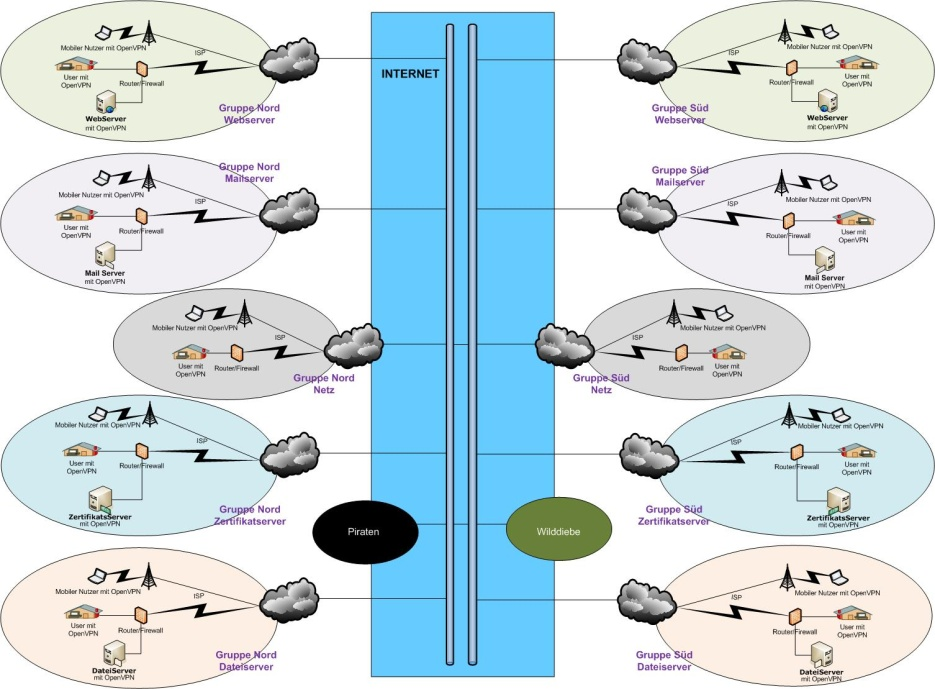 Mobiler Nutzer mit OpenVPN
ISP
User mit
OpenVPN
Router/Firewall
WebServer
mit OpenVPN
Gruppe Nord
Webserver
INTERNET
ISP
Mobiler Nutzer mit OpenVPN
Router/Firewall
User mit
OpenVPN
WebServer
mit OpenVPN
Gruppe Süd
Webserver
Mobiler Nutzer mit OpenVPN
ISP
User mit
OpenVPN
Router/Firewall
Mail Server
mit OpenVPN
Gruppe Nord
Mailserver
Gruppe Süd
Mailserver
ISP
Mobiler Nutzer mit OpenVPN
Router/Firewall
User mit
OpenVPN
Mail Server
mit OpenVPN
Mobiler Nutzer mit OpenVPN
ISP
User mit
OpenVPN
Router/Firewall
Gruppe Nord
Netz
ISP
Mobiler Nutzer mit OpenVPN
Router/Firewall
User mit
OpenVPN
Gruppe Süd
Netz
Mobiler Nutzer mit OpenVPN
ISP
User mit
OpenVPN
Router/Firewall
ZertifikatsServer
mit OpenVPN
Gruppe Nord
Zertifikatserver
ISP
Mobiler Nutzer mit OpenVPN
Router/Firewall
User mit
OpenVPN
ZertifikatsServer
mit OpenVPN
Gruppe Süd
Zertifikatserver
Piraten
Wilddiebe
Mobiler Nutzer mit OpenVPN
ISP
User mit
OpenVPN
Router/Firewall
DateiServer
mit OpenVPN
Gruppe Nord
Dateiserver
ISP
Mobiler Nutzer mit OpenVPN
Router/Firewall
User mit
OpenVPN
DateiServer
mit OpenVPN
Gruppe Süd
Dateiserver